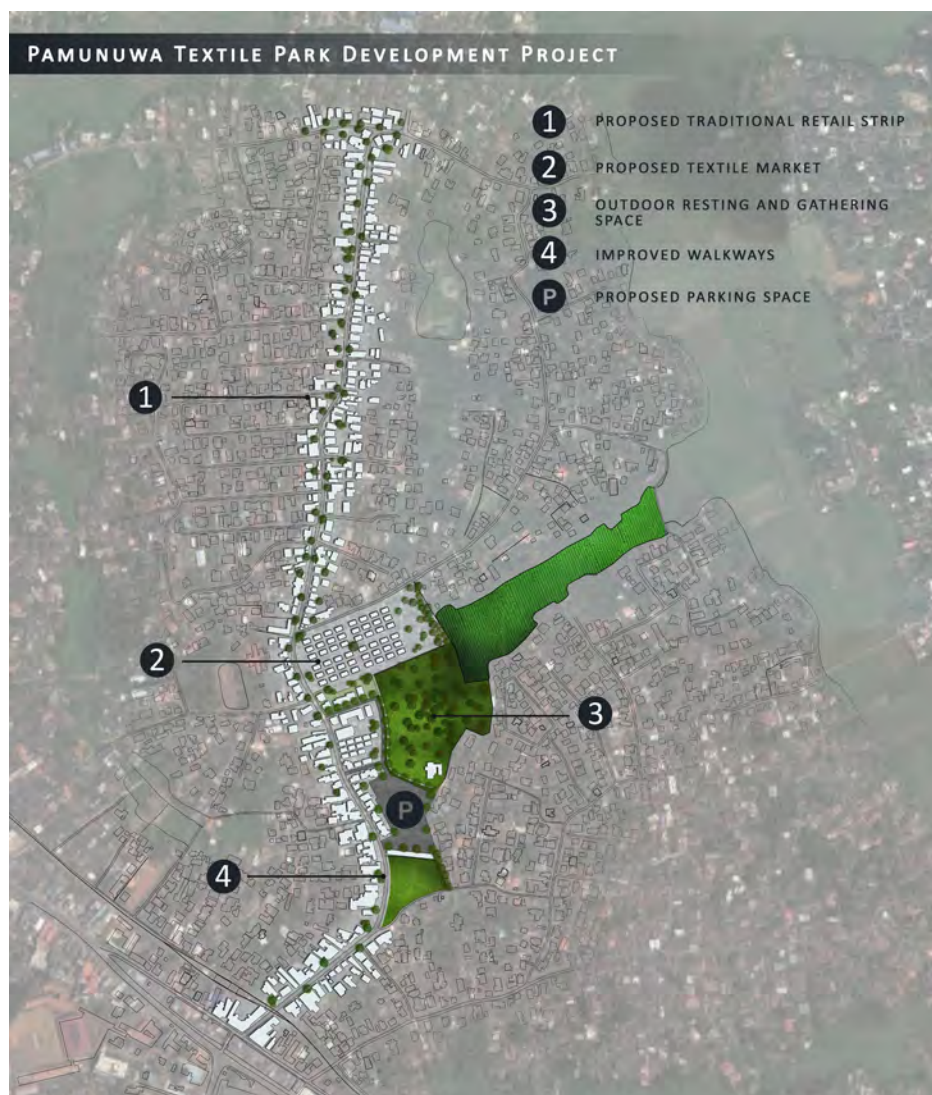 PAMUNUWA TEXTILE PARK DEVELOPMENT PROJECT
1 PROPOSED TRADITIONAL RETAIL STRIP
2 PROPOSED TEXTILE MARKET
3 OUTDOOR RESTING AND GATHERING
SPACE
4 IMPROVED WALKWAYS
P PROPOSED PARKING SPACE
1
2
3
P
4